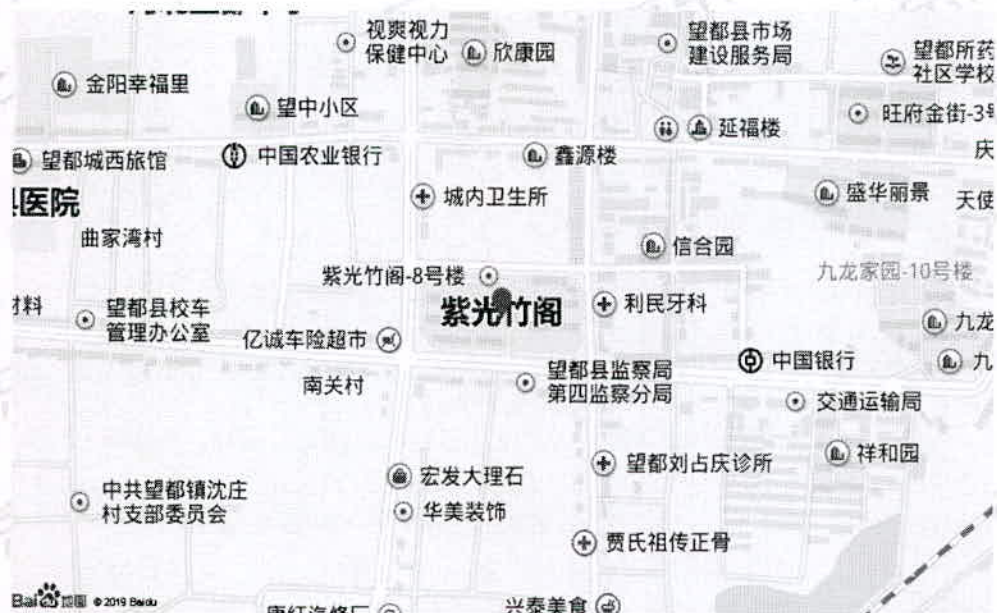 视爽视力
保健中心
欣康园
望都县市场
建设服务局
望都所药
社区学校
金阳幸福里
望中小区
旺府金街-3号
延福楼
望都城西旅馆
中国农业银行
鑫源楼
庆
县医院
城内卫生所
盛华丽景
天使
曲家湾村
信合园
紫光竹阁-8号楼
九龙家园-10号楼
材料
望都县校车
管理办公室
紫光竹阁
利民牙科
九龙
亿诚车险超市
望都县监察局
第四监察分局
中国银行
九
南关村
交通运输局
祥和园
望都刘占庆诊所
宏发大理石
中共望都镇沈庄
村支部委员会
华美装饰
贾氏祖传正骨
Bai 地图 © 2019 Baidu
康红汽修厂
兴泰美食